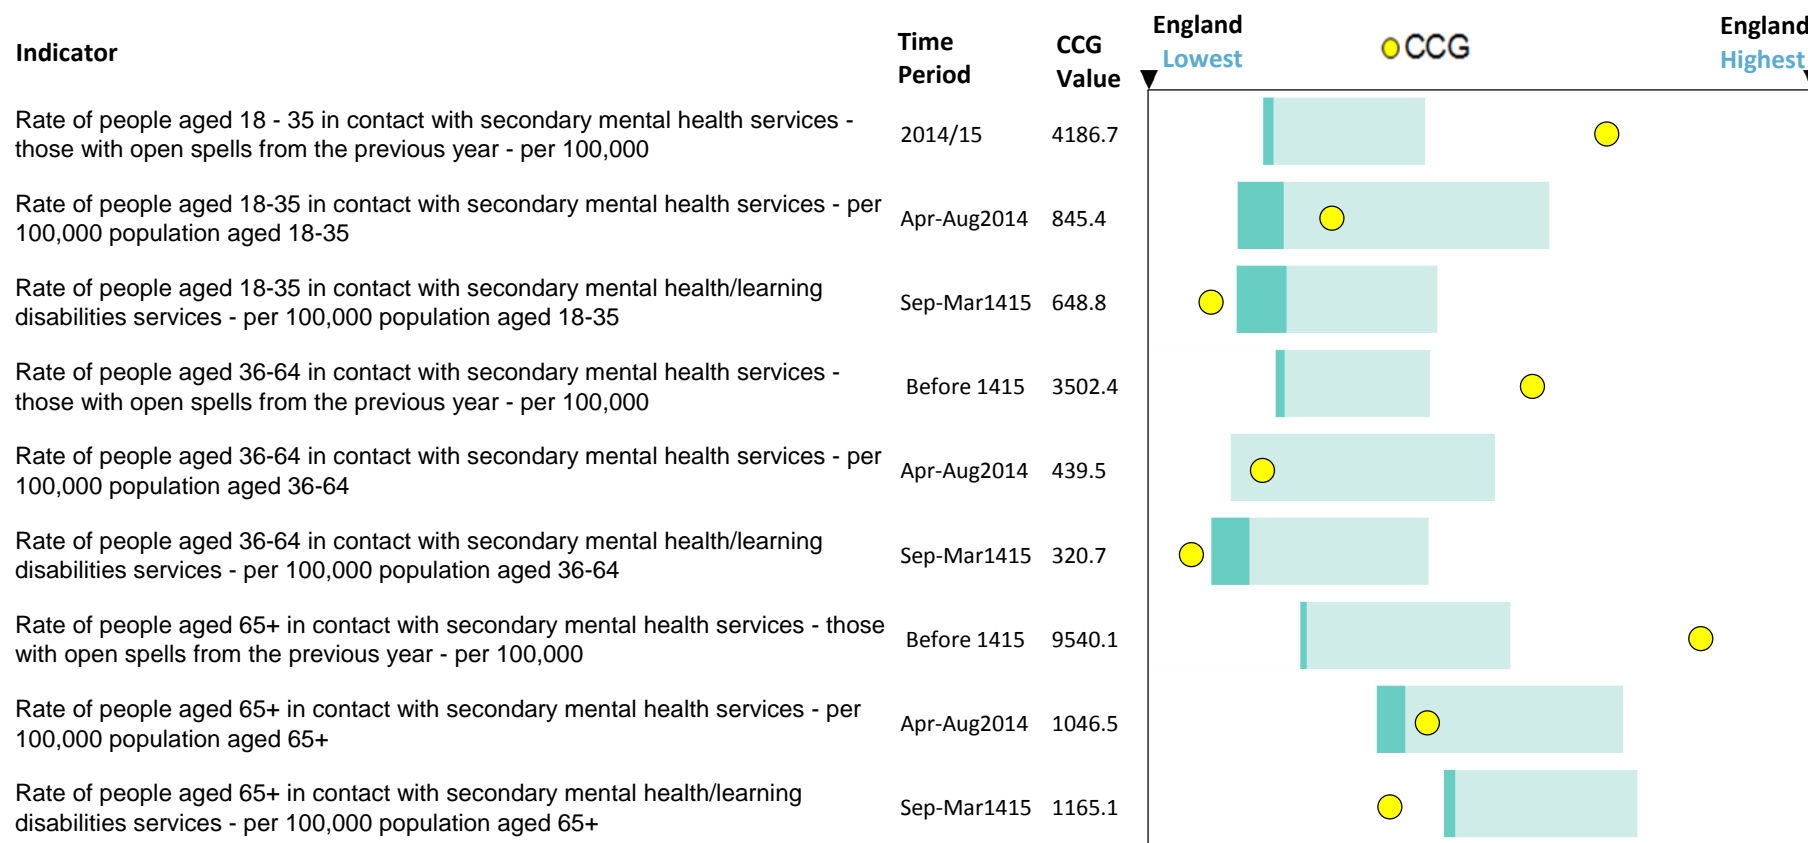 Indicator
Time Period
CCG Value
England Lowest
CCG
England Highest
Rate of people aged 18 - 35 in contact with secondary mental health services -
those with open spells from the previous year - per 100,000
2014/15
4186.7
Rate of people aged 18-35 in contact with secondary mental health services - per
100,000 population aged 18-35
Apr-Aug2014
845.4
Rate of people aged 18-35 in contact with secondary mental health/learning
disabilities services - per 100,000 population aged 18-35
Sep-Mar1415
648.8
Rate of people aged 36-64 in contact with secondary mental health services -
those with open spells from the previous year - per 100,000
Before 1415
3502.4
Rate of people aged 36-64 in contact with secondary mental health services - per
100,000 population aged 36-64
Apr-Aug2014
439.5
Rate of people aged 36-64 in contact with secondary mental health/learning
disabilities services - per 100,000 population aged 36-64
Sep-Mar1415
320.7
Rate of people aged 65+ in contact with secondary mental health services - those
with open spells from the previous year - per 100,000
Before 1415
9540.1
Rate of people aged 65+ in contact with secondary mental health services - per
100,000 population aged 65+
Apr-Aug2014
1046.5
Rate of people aged 65+ in contact with secondary mental health/learning
disabilities services - per 100,000 population aged 65+
Sep-Mar1415
1165.1